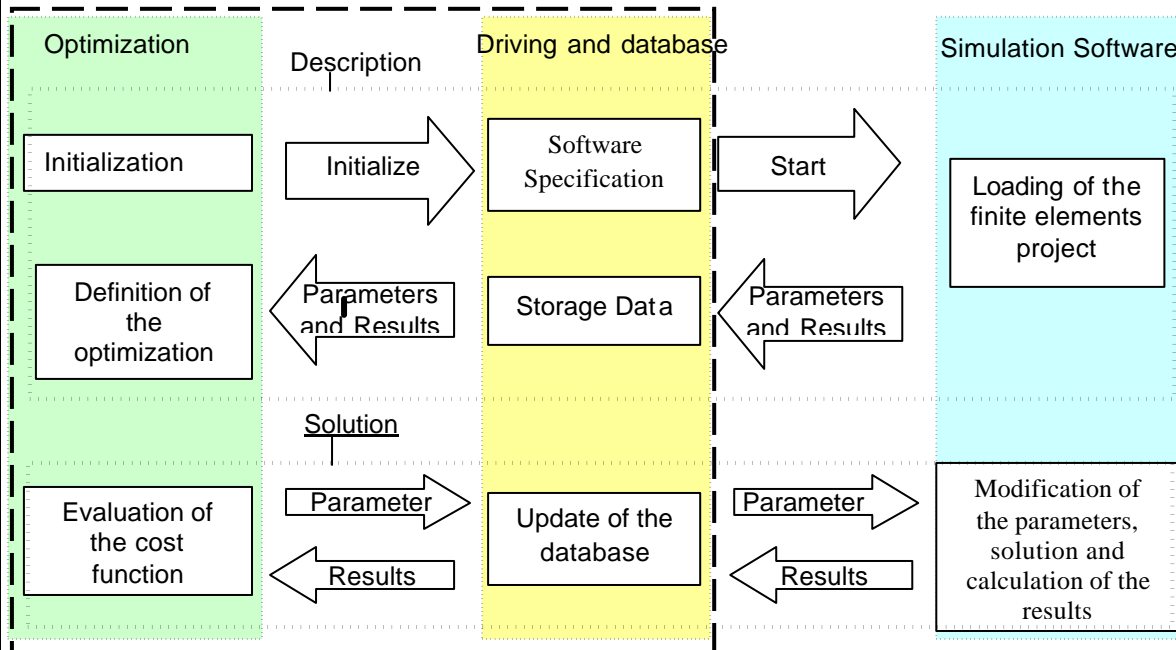 Optimization
Driving and database
Simulation Software
Description
Initialization
Initialize
Software
Specification
Start
Loading of the
finite elements
project
Definition of
the
optimization
Parameters
and Results
Storage Data
Parameters
and Results
Solution
Evaluation of
the cost
function
Parameter
Results
Update of the
database
Parameter
Results
Modification of
the parameters,
solution and
calculation of the
results